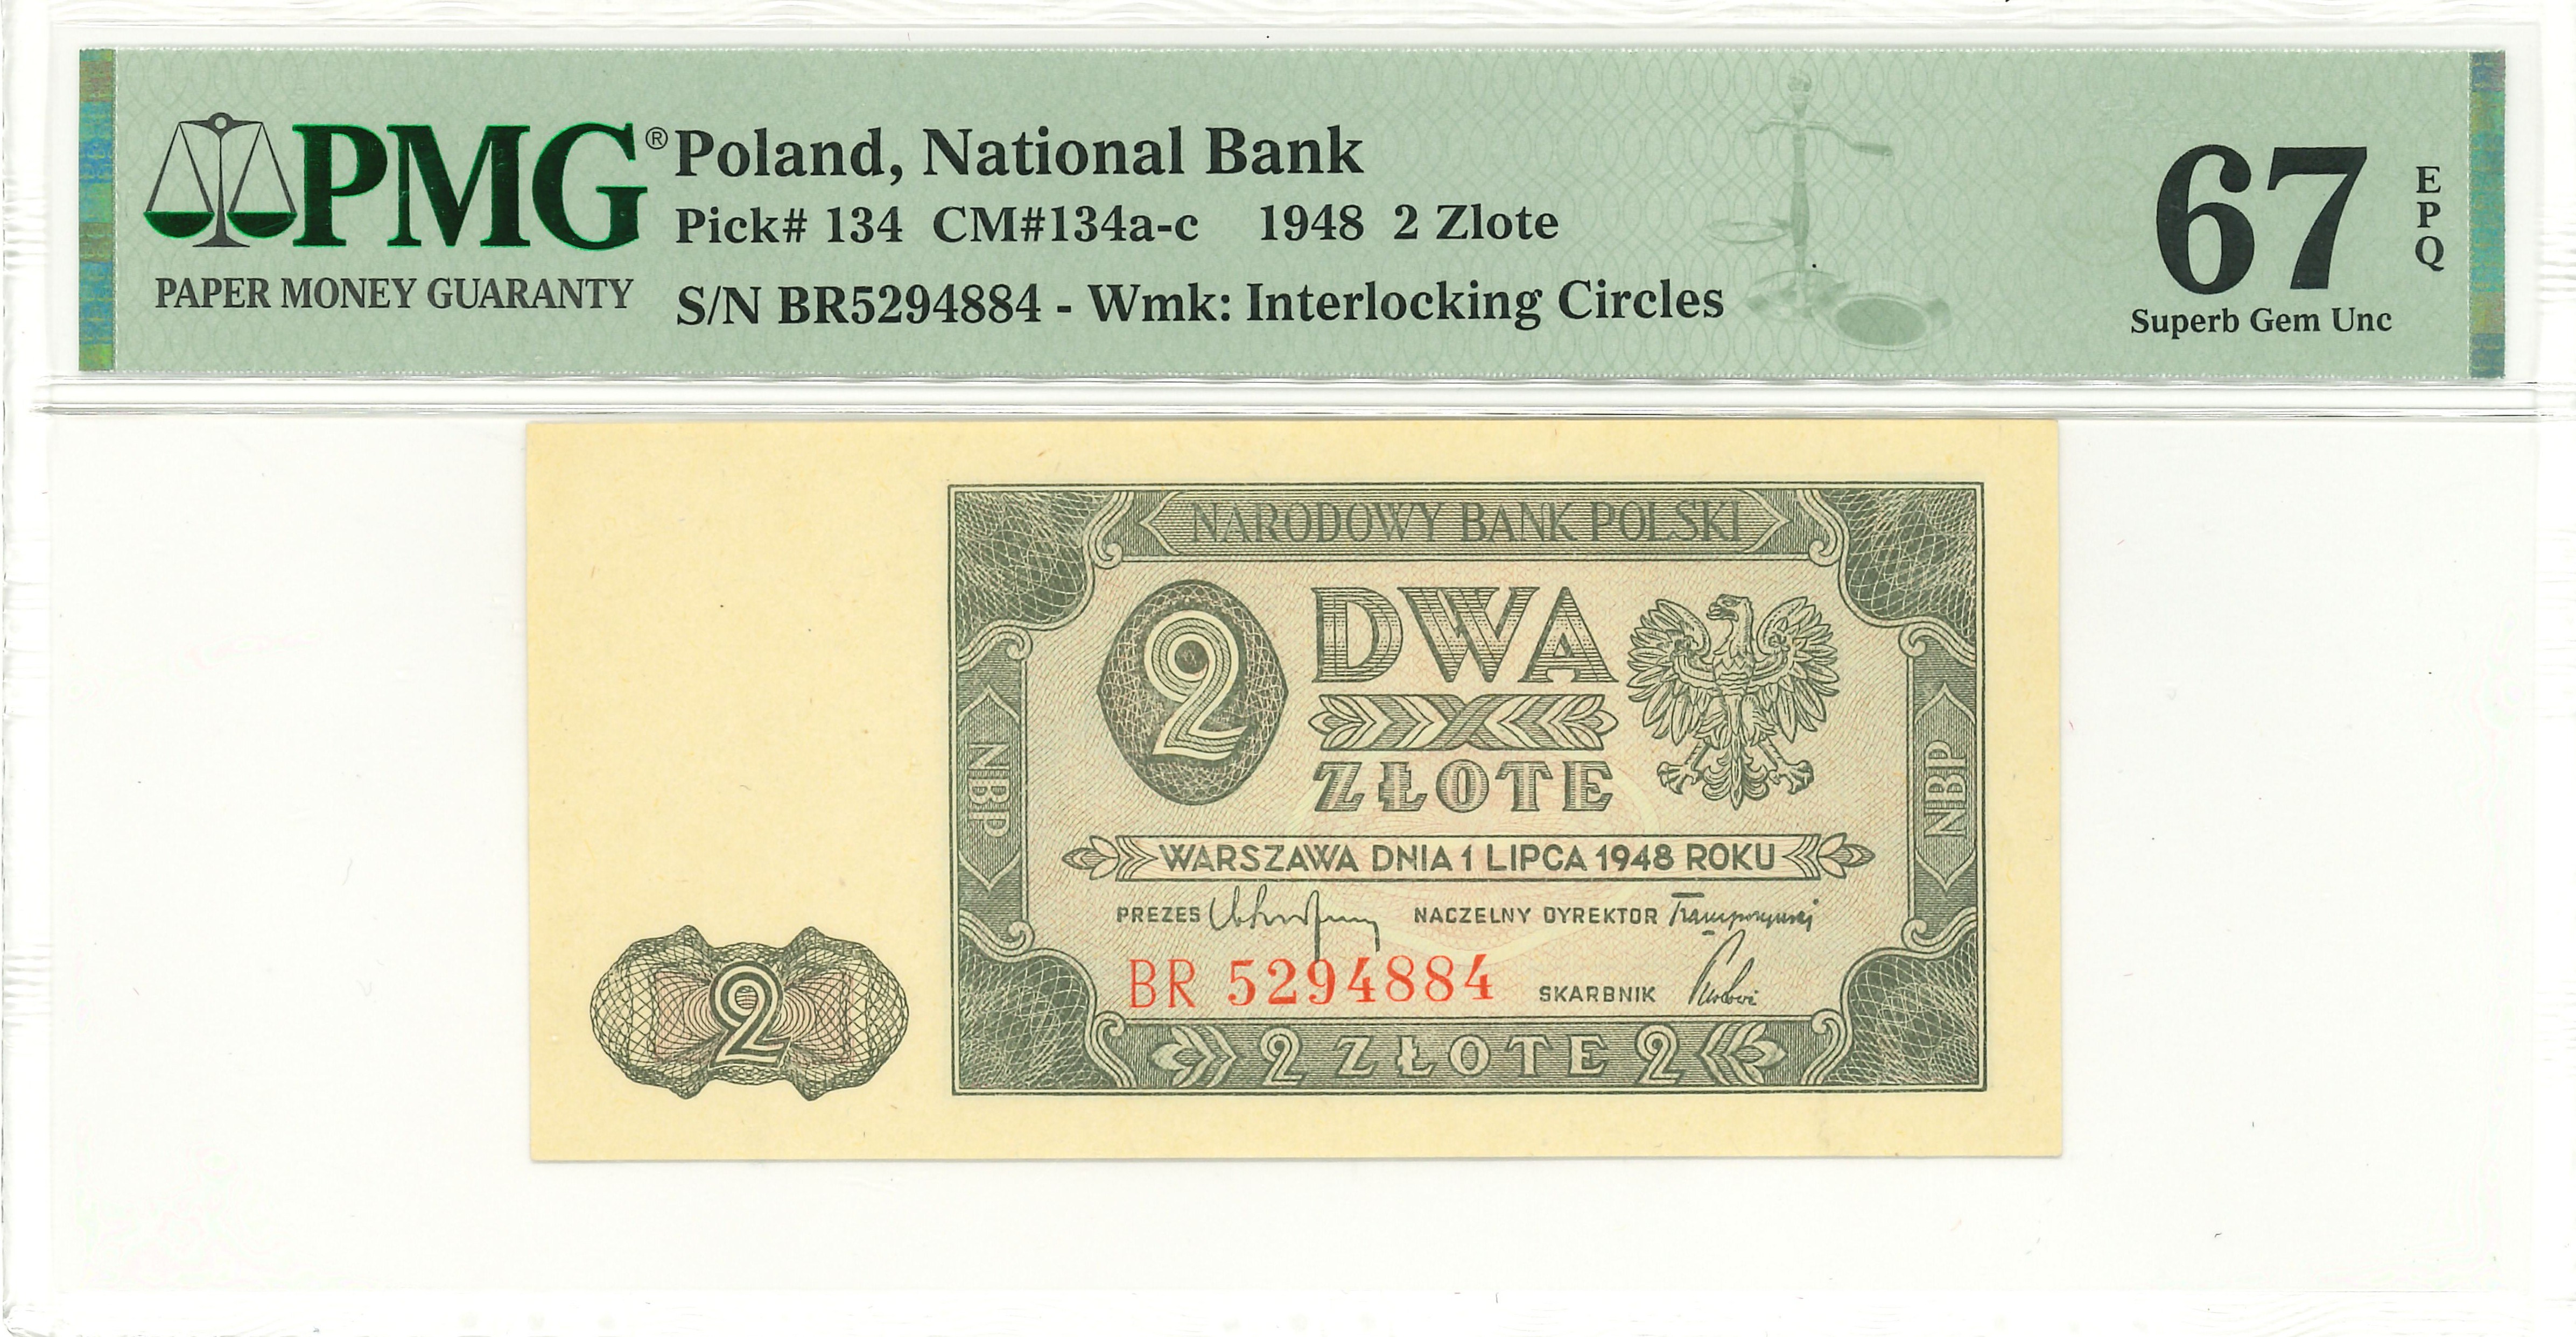 PMG®
PAPER MONEY GUARANTY
Poland, National Bank
Pick# 134 CM#134a-c 1948 2 Zlote
S/N BR5294884 - Wmk: Interlocking Circles
67
EPQ
Superb Gem Unc
NARODOWY BANK POLSKI
2
DWA
ZŁOTE
NBP
NBP
WARSZAWA DNIA 1 LIPCA 1948 ROKU
PREZES NACZELNY DYREKTOR
BR 5294884 SKARBNIK
2
2 ZŁOTE 2